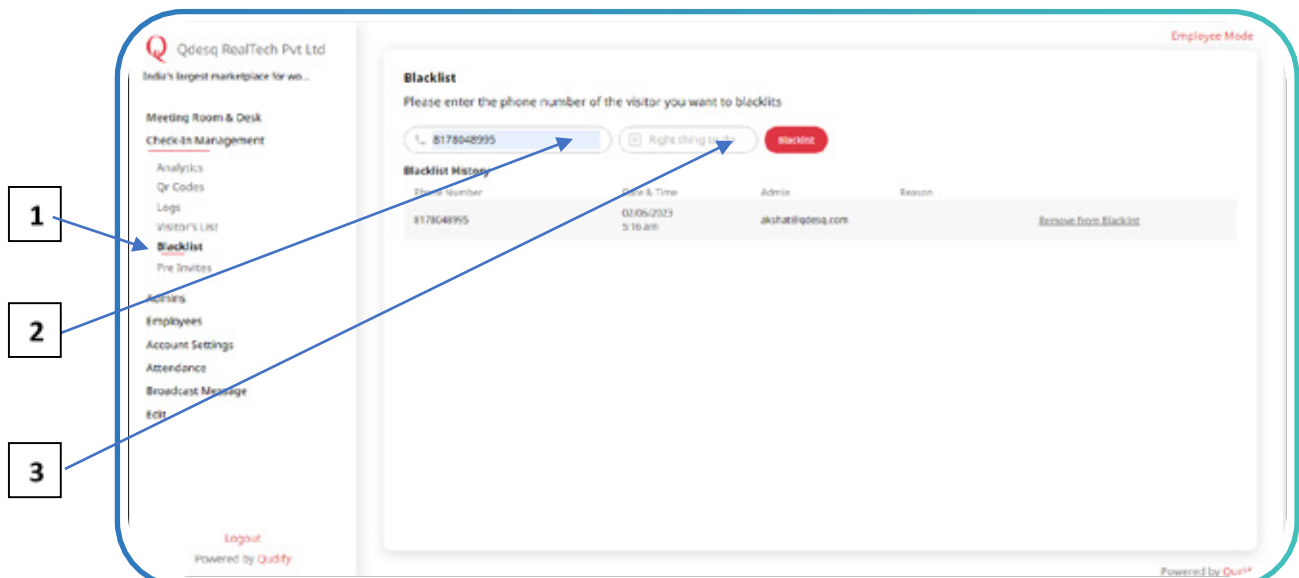 Qdesq RealTech Pvt Ltd
India's largest marketplace for wo...
Meeting Room & Desk
Check-In Management
Analytics
Qr Codes
Logs
Visitor's List
Blacklist
Pre Invites
Admins
Employees
Account Settings
Attendance
Broadcast Message
Edit
Logout
Powered by Qudify
1
2
3
Employee Mode
Blacklist
Please enter the phone number of the visitor you want to blacklits
8178048995 Right thing to do Blacklist
Blacklist History
Phone Number Date & Time Admin Reason
8178048995 02/06/2023 5:16 am akshat@qdesq.com Remove from Blacklist
Powered by